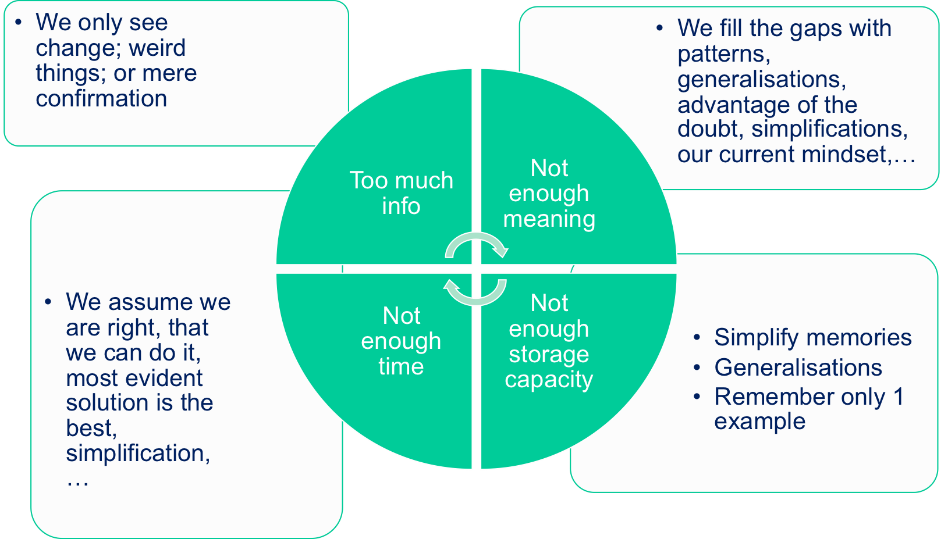 • We only see
change; weird
things; or mere
confirmation
• We fill the gaps with
patterns,
generalisations,
advantage of the
doubt, simplifications,
our current mindset,…
Too much
info
Not
enough
meaning
• We assume we
are right, that
we can do it,
most evident
solution is the
best,
simplification,
…
Not
enough
time
Not
enough
storage
capacity
• Simplify memories
• Generalisations
• Remember only 1
example